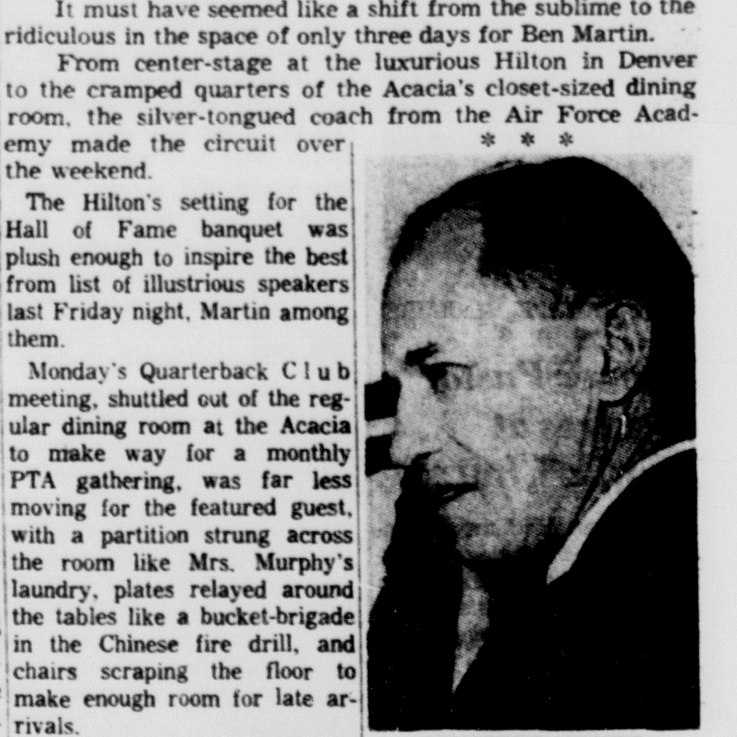 It must have seemed like a shift from the sublime to the
ridiculous in the space of only three days for Ben Martin.
From center-stage at the luxurious Hilton in Denver
to the cramped quarters of the Acacia's closet-sized dining
room, the silver-tongued coach from the Air Force Acad-
emy made the circuit over
the weekend.
* * *
The Hilton's setting for the
Hall of Fame banquet was
plush enough to inspire the best
from list of illustrious speakers
last Friday night, Martin among
them.
Monday's Quarterback Club
meeting, shuttled out of the reg-
ular dining room at the Acacia
to make way for a monthly
PTA gathering, was far less
moving for the featured guest,
with a partition strung across
the room like Mrs. Murphy's
laundry, plates relayed around
the tables like a bucket-brigade
in the Chinese fire drill, and
chairs scraping the floor to
make enough room for late ar-
rivals.